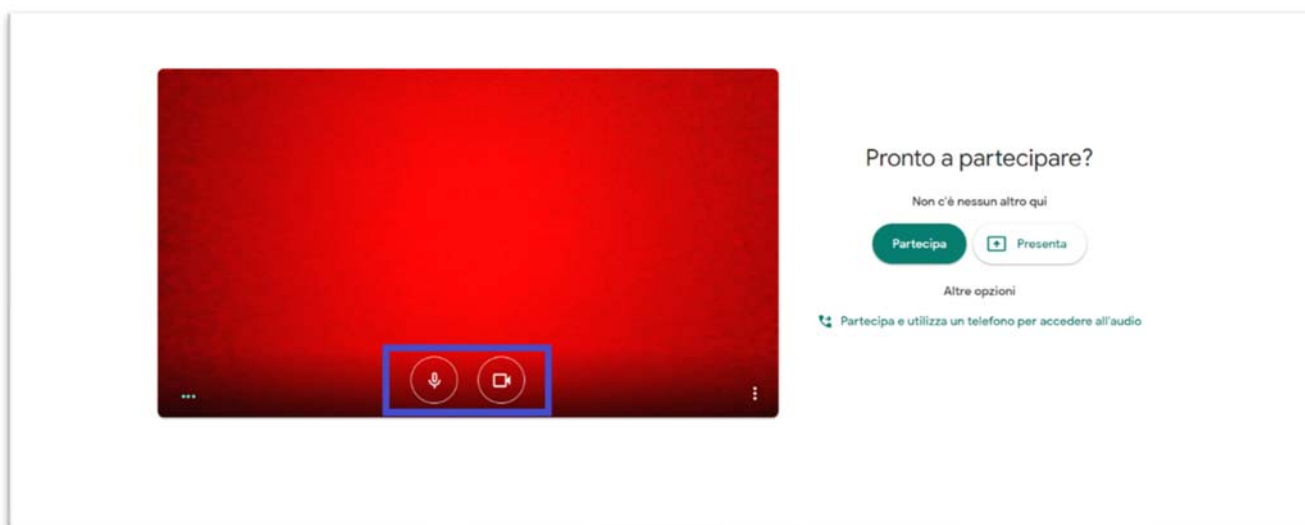 Pronto a partecipare?
Non c'è nessun altro qui
Partecipa
Presenta
Altre opzioni
Partecipa e utilizza un telefono per accedere all'audio